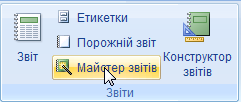 Звіт
Етикетки
Порожній звіт
Майстер звітів
Конструктор
звітів
Звіти